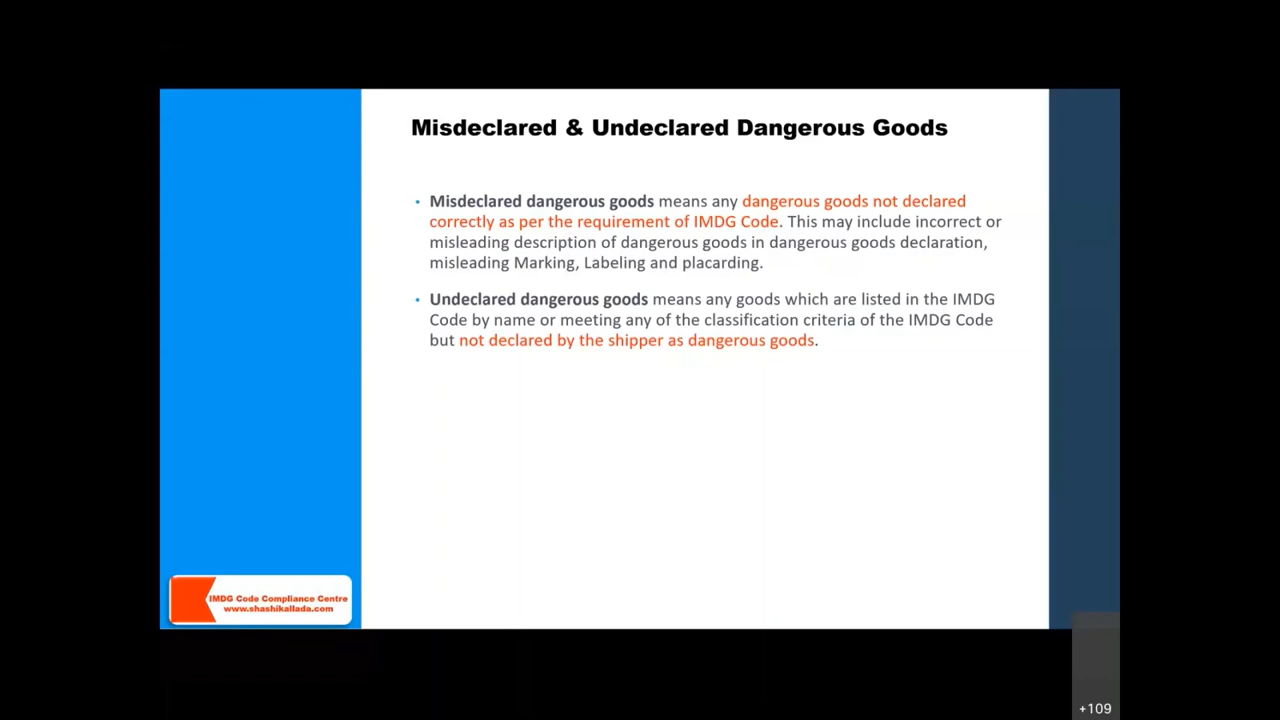 Misdeclared & Undeclared Dangerous Goods
• Misdeclared dangerous goods means any dangerous goods not declared
correctly as per the requirement of IMDG Code. This may include incorrect or
misleading description of dangerous goods in dangerous goods declaration,
misleading Marking, Labeling and placarding.
• Undeclared dangerous goods means any goods which are listed in the IMDG
Code by name or meeting any of the classification criteria of the IMDG Code
but not declared by the shipper as dangerous goods.
IMDG Code Compliance Centre
www.shashikallada.com
+109